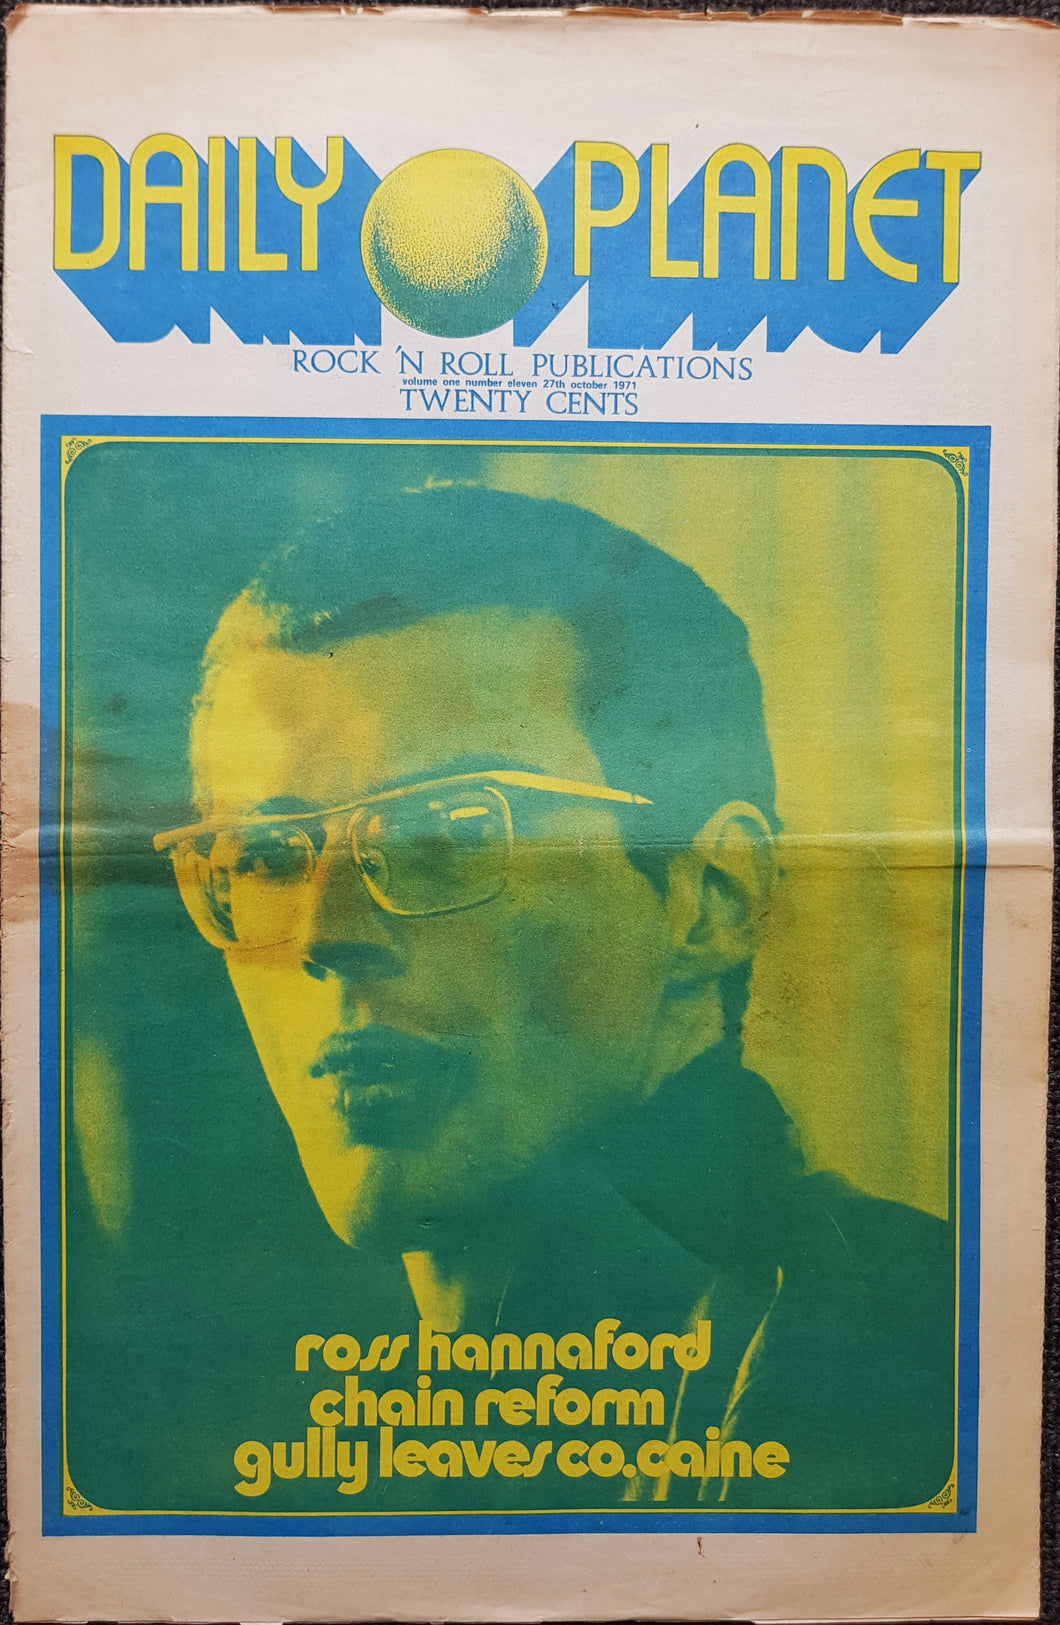 DAILY PLANET
ROCK 'N ROLL PUBLICATIONS
volume one number eleven 27th october 1971
TWENTY CENTS
ross hannaford
chain reform
gully leaves co.caine